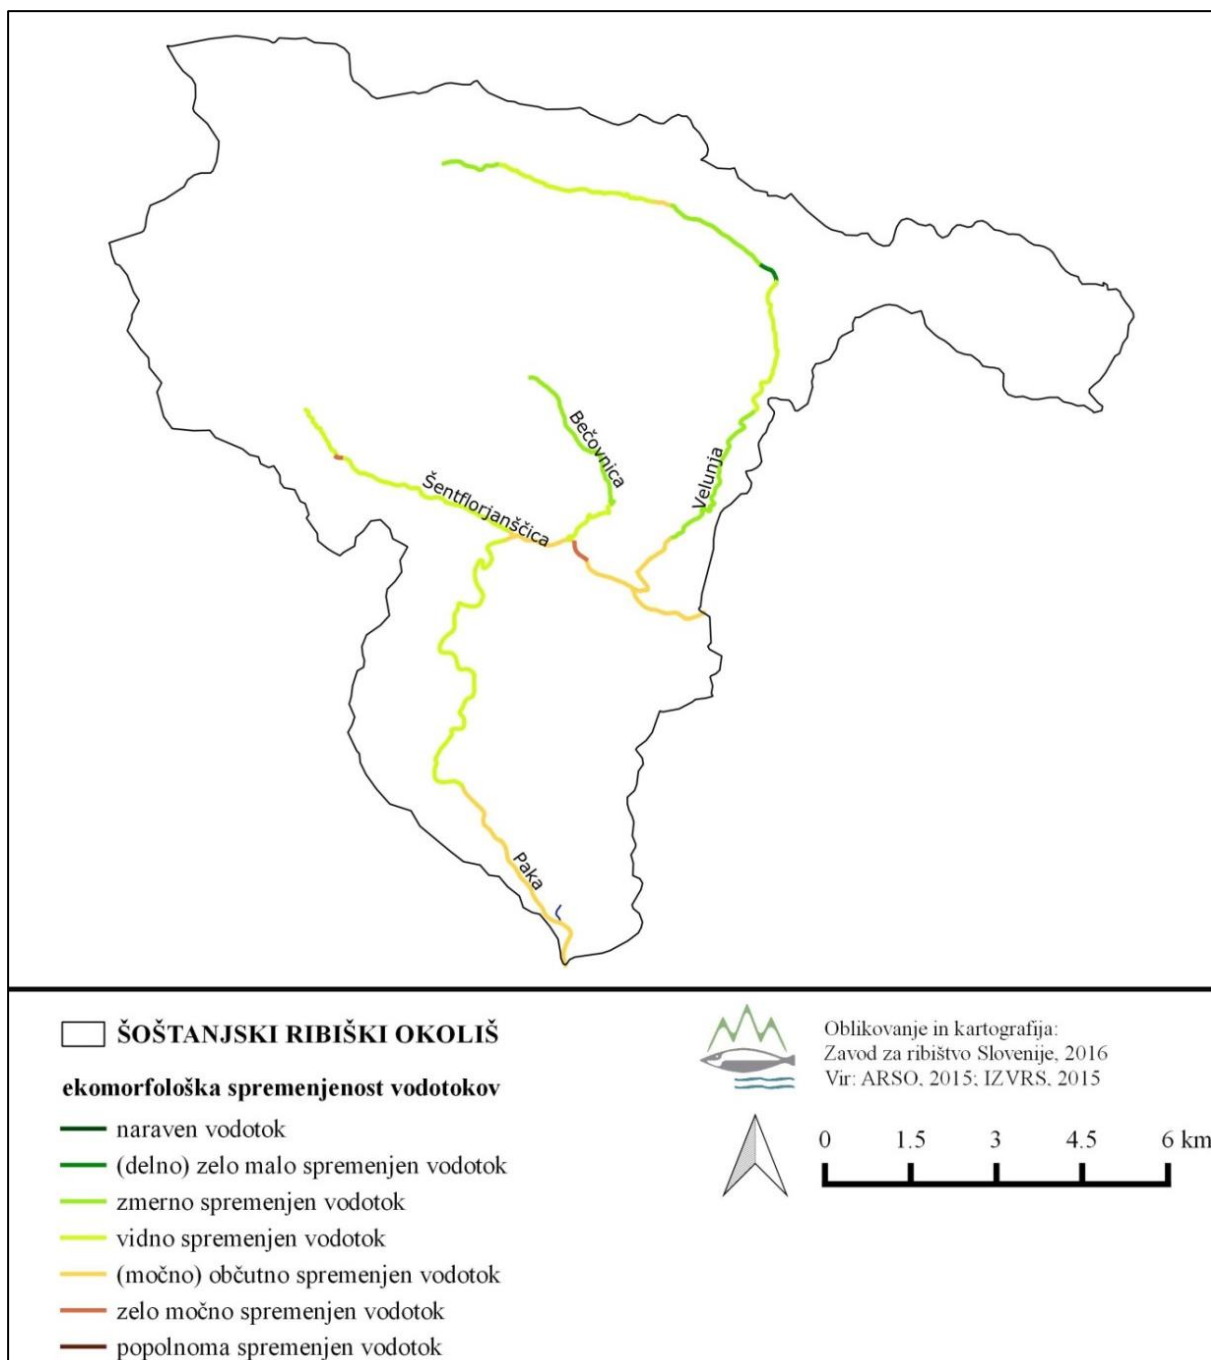 Bečovnica
Velunja
Šentflorjanščica
Paka
ŠOŠTANJSKI RIBIŠKI OKOLIŠ
ekomorfološka spremenjenost vodotokov
naraven vodotok
(delno) zelo malo spremenjen vodotok
zmerno spremenjen vodotok
vidno spremenjen vodotok
(močno) občutno spremenjen vodotok
zelo močno spremenjen vodotok
popolnoma spremenjen vodotok
Oblikovanje in kartografija:
Zavod za ribištvo Slovenije, 2016
Vir: ARSO, 2015; IZVRS, 2015
0 1.5 3 4.5 6 km